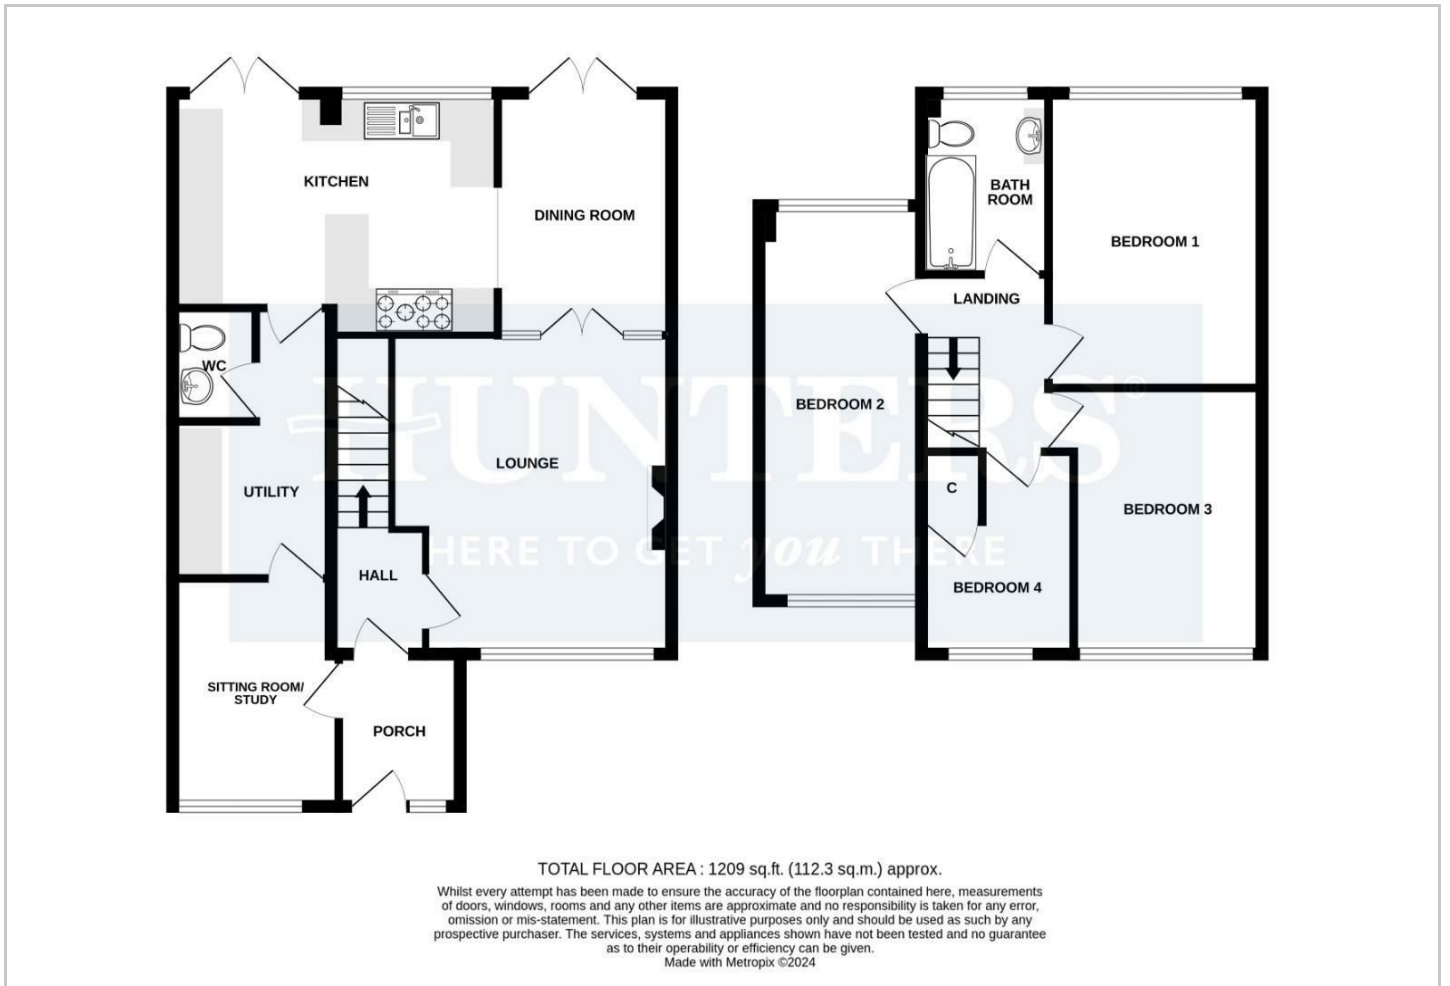 KITCHEN
DINING ROOM
WC
UTILITY
LOUNGE
HALL
SITTING ROOM/
STUDY
PORCH
BATH
ROOM
BEDROOM 1
LANDING
BEDROOM 2
C
BEDROOM 3
BEDROOM 4
HUNTERS®
HERE TO GET you THERE
TOTAL FLOOR AREA : 1209 sq.ft. (112.3 sq.m.) approx.
Whilst every attempt has been made to ensure the accuracy of the floorplan contained here, measurements
of doors, windows, rooms and any other items are approximate and no responsibility is taken for any error,
omission or mis-statement. This plan is for illustrative purposes only and should be used as such by any
prospective purchaser. The services, systems and appliances shown have not been tested and no guarantee
as to their operability or efficiency can be given.
Made with Metropix ©2024